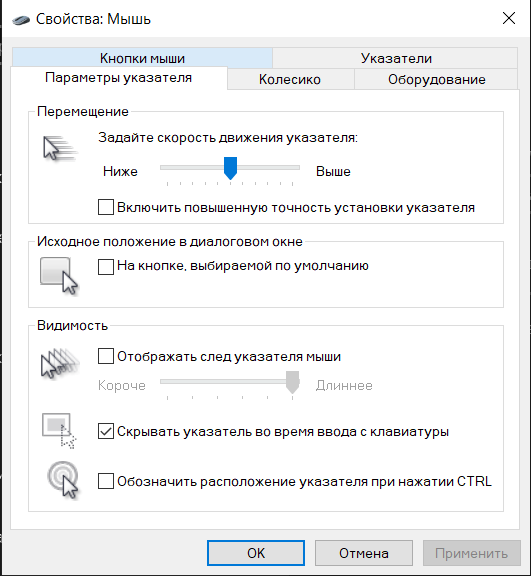 Свойства: Мышь
Кнопки мыши
Указатели
Параметры указателя
Колесико
Оборудование
Перемещение
Задайте скорость движения указателя:
Ниже
Выше
Включить повышенную точность установки указателя
Исходное положение в диалоговом окне
На кнопке, выбираемой по умолчанию
Видимость
Отображать след указателя мыши
Короче
Длиннее
Скрывать указатель во время ввода с клавиатуры
Обозначить расположение указателя при нажатии CTRL
OK
Отмена
Применить